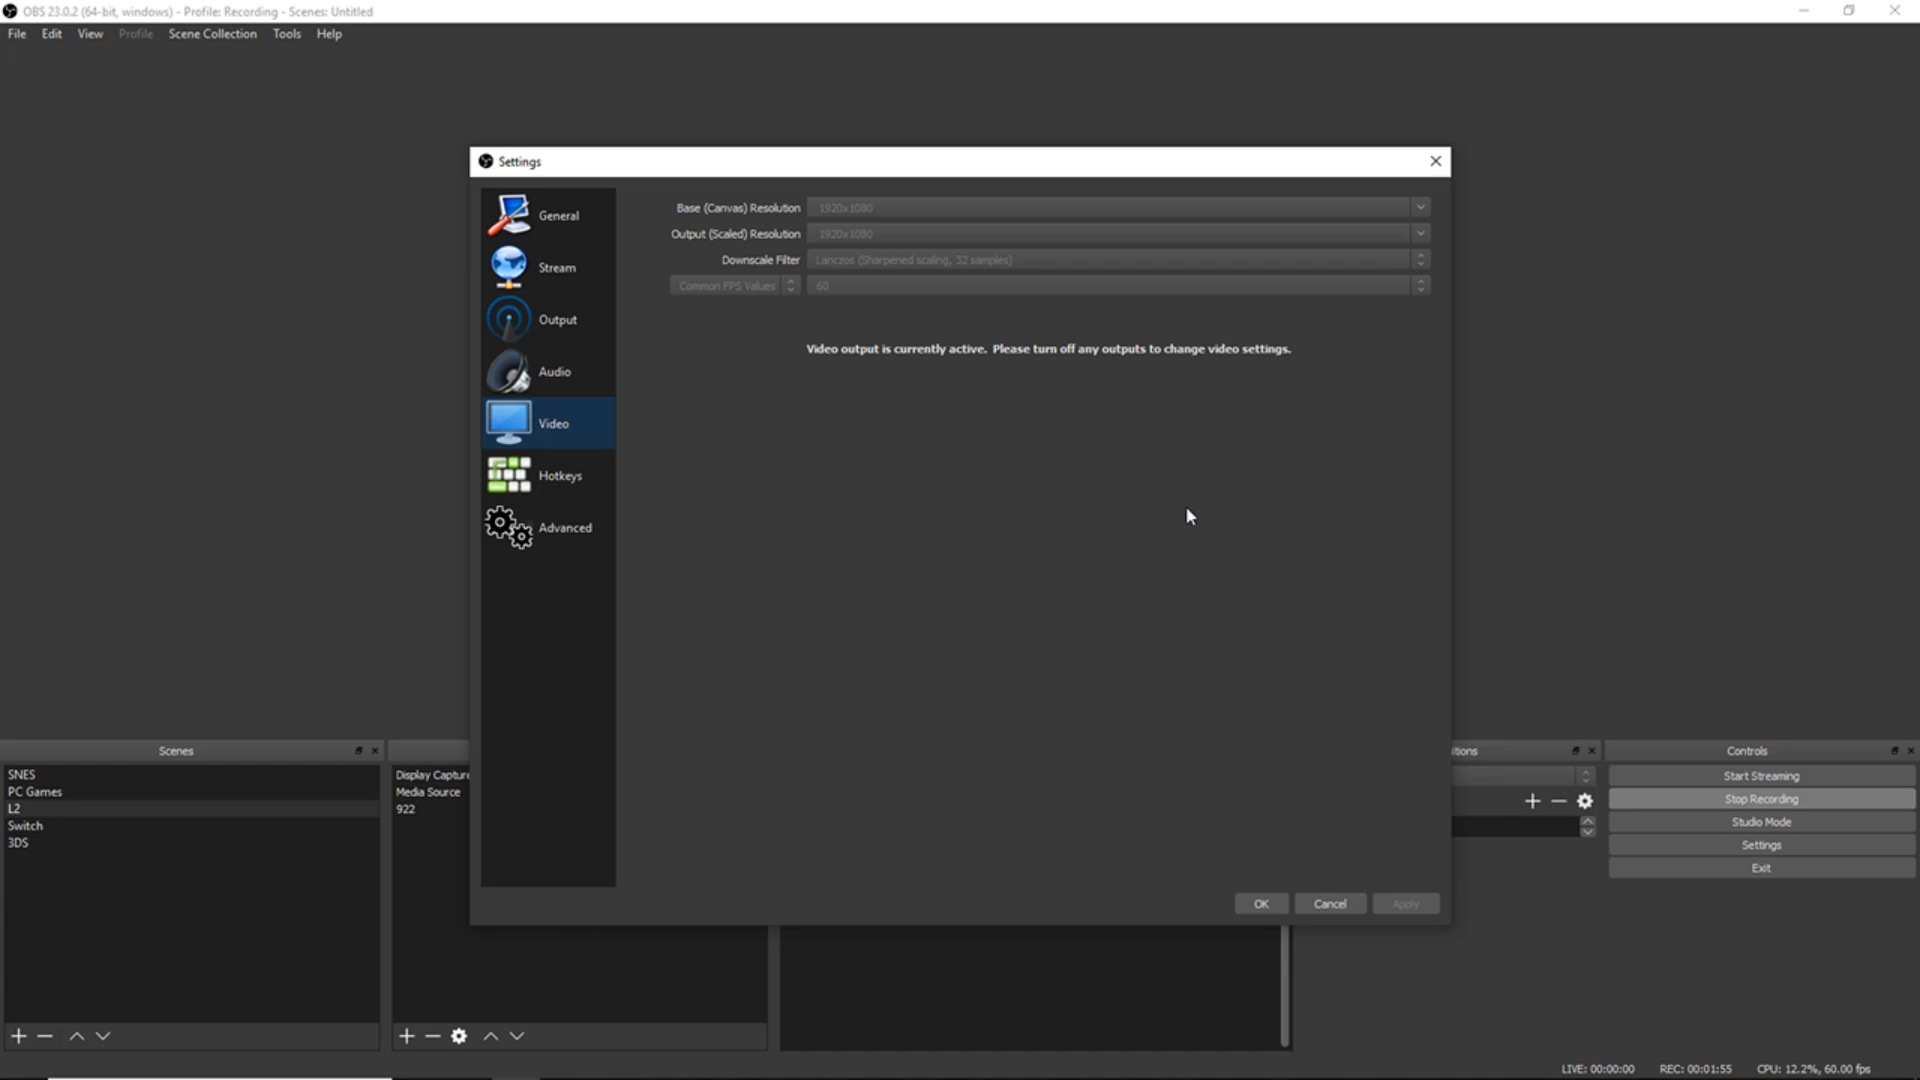 OBS 23.0.2 (64-bit, windows) - Profile: Recording - Scenes: Untitled
File Edit View Profile Scene Collection Tools Help
Settings
General
Stream
Output
Audio
Video
Hotkeys
Advanced
Base (Canvas) Resolution 1920x1080
Output (Scaled) Resolution 1920x1080
Downscale Filter Lanczos (Sharpened scaling, 32 samples)
Common FPS Values 60
Video output is currently active. Please turn off any outputs to change video settings.
OK Cancel Apply
Scenes
SNES
PC Games
L2
Switch
3DS
Display Capture
Media Source
922
itions
Controls
Start Streaming
Stop Recording
Studio Mode
Settings
Exit
LIVE: 00:00:00 REC: 00:01:55 CPU: 12.2%, 60.00 fps